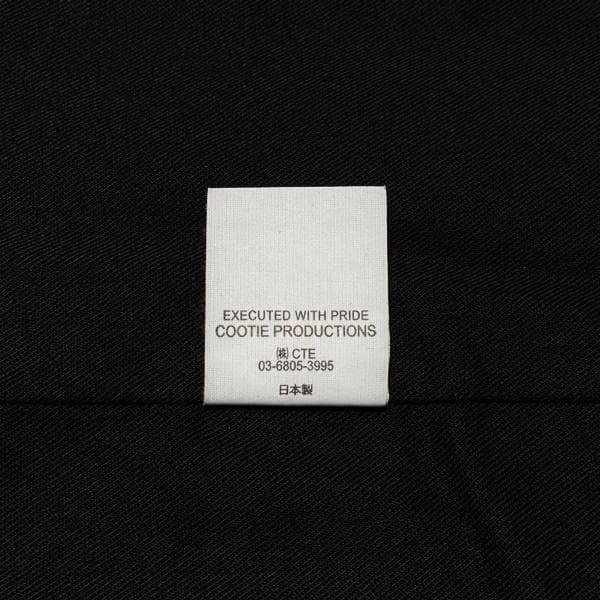 EXECUTED WITH PRIDE
COOTIE PRODUCTIONS
㈱ CTE
03-6805-3995
日本製